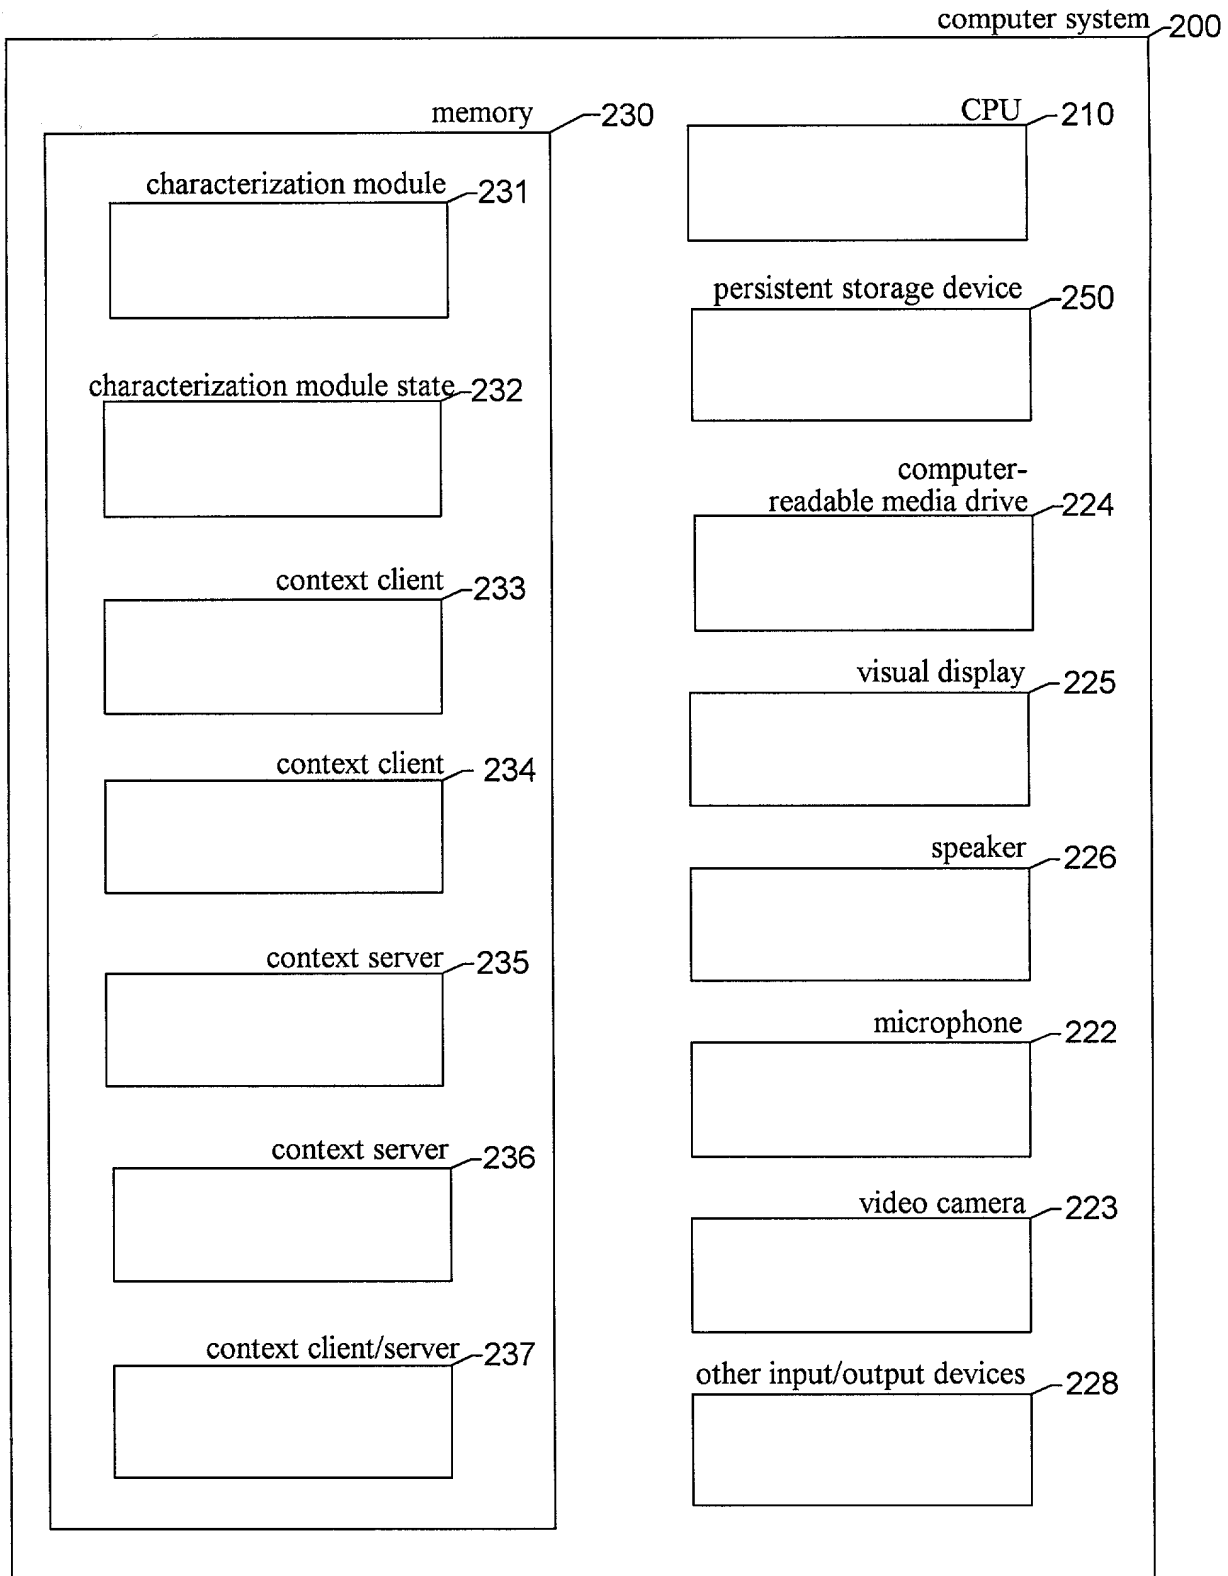 computer system 200
memory 230
characterization module 231
characterization module state 232
context client 233
context client 234
context server 235
context server 236
context client/server 237
CPU 210
persistent storage device 250
computer-
readable media drive 224
visual display 225
speaker 226
microphone 222
video camera 223
other input/output devices 228